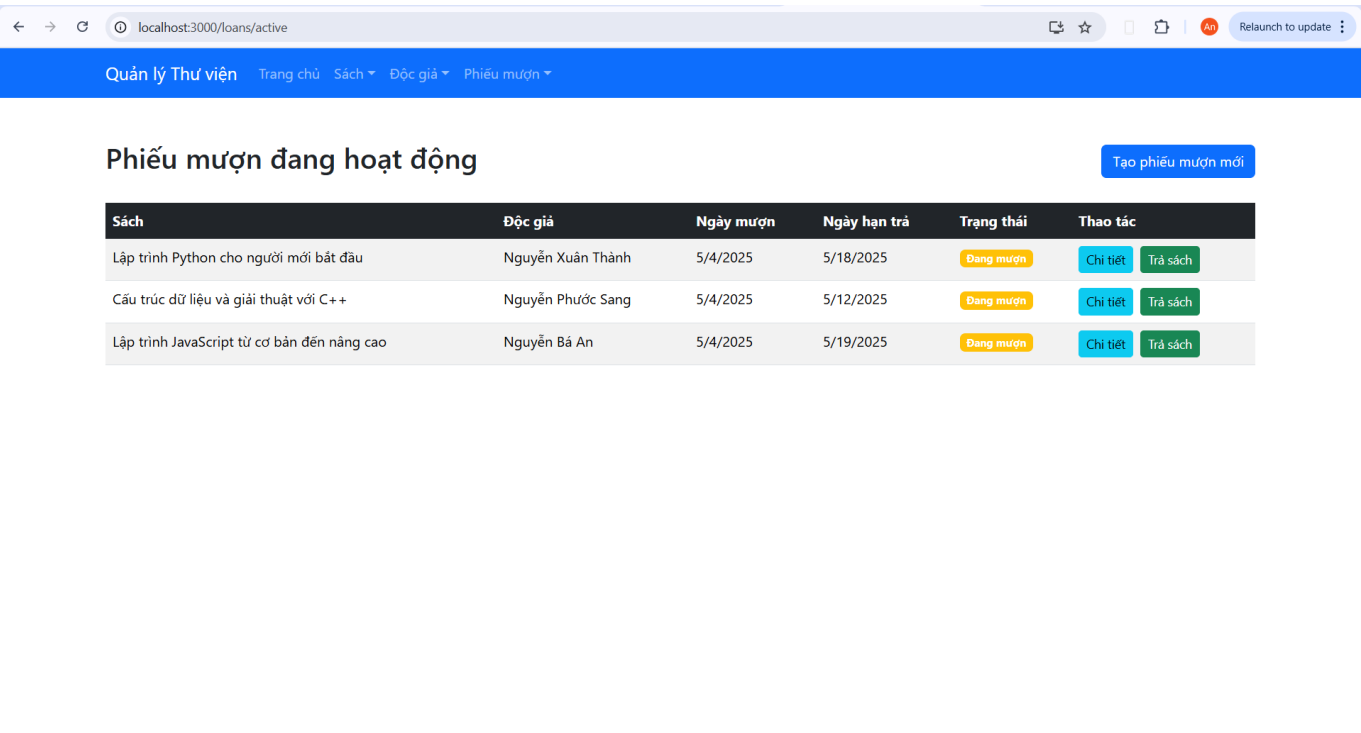 localhost:3000/loans/active
An
Relaunch to update
Quản lý Thư viện Trang chủ Sách Độc giả Phiếu mượn
Phiếu mượn đang hoạt động
Tạo phiếu mượn mới
Sách Độc giả Ngày mượn Ngày hạn trả Trạng thái Thao tác
Lập trình Python cho người mới bắt đầu Nguyễn Xuân Thành 5/4/2025 5/18/2025 Đang mượn Chi tiết Trả sách
Cấu trúc dữ liệu và giải thuật với C++ Nguyễn Phước Sang 5/4/2025 5/12/2025 Đang mượn Chi tiết Trả sách
Lập trình JavaScript từ cơ bản đến nâng cao Nguyễn Bá An 5/4/2025 5/19/2025 Đang mượn Chi tiết Trả sách